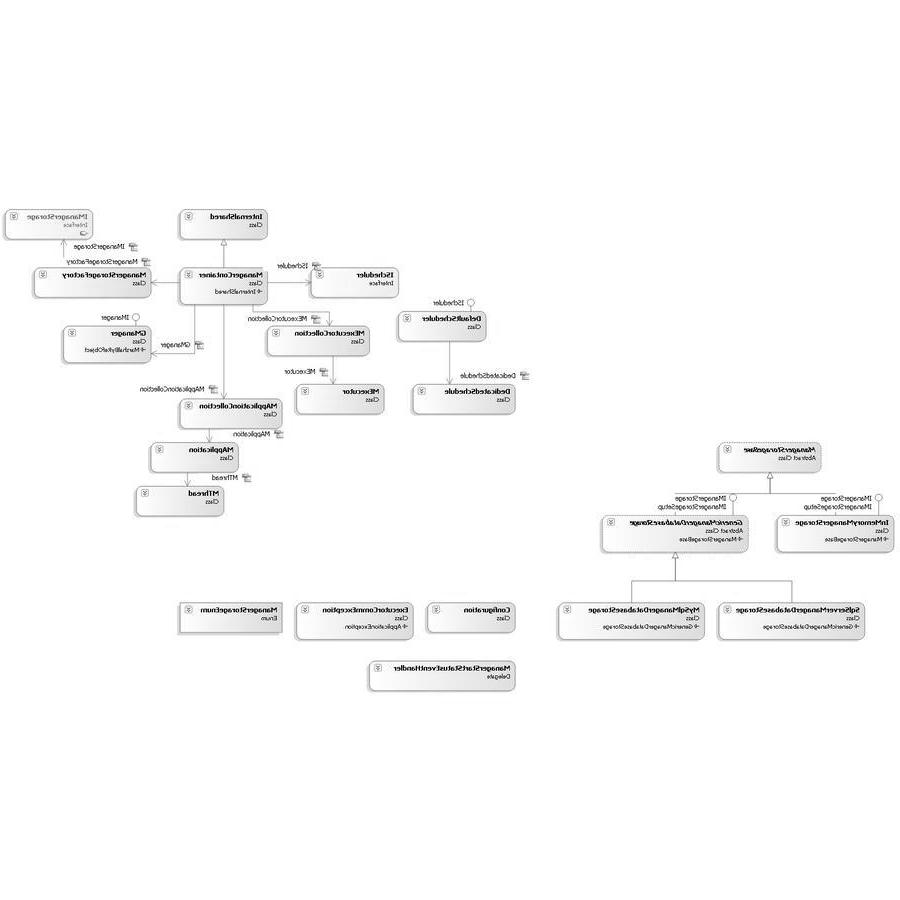 IManagerStorage
Interface
InternalShared
Class
IManagerStorage
IManagerStorage
ManagerStorageFactory
Class
ManagerContainer
Class
InternalShared
IScheduler
IScheduler
Interface
IScheduler
DefaultScheduler
Class
IManager
GManager
Class
MarshalByRefObject
GManager
MExecutorCollection
MExecutorCollection
Class
MExecutor
MExecutor
Class
DedicatedSchedule
DedicatedSchedule
Class
MApplicationCollection
MApplicationCollection
Class
MApplication
MApplication
Class
MThread
MThread
Class
ManagerStorageBase
Abstract Class
IManagerStorage
IManagerStorageSetup
GenericManagerDatabaseStorage
Abstract Class
ManagerStorageBase
IManagerStorage
IManagerStorageSetup
InMemoryManagerStorage
Class
ManagerStorageBase
ManagerStorageEnum
Enum
ExecutorCommException
Class
ApplicationException
Configuration
Class
MySqlManagerDatabaseStorage
Class
GenericManagerDatabaseStorage
SqlServerManagerDatabaseStorage
Class
GenericManagerDatabaseStorage
ManagerStartStatusEventHandler
Delegate